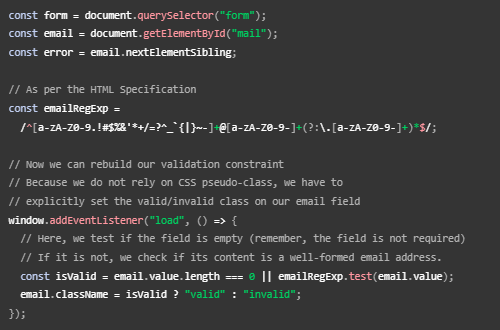 const form = document.querySelector("form");
const email = document.getElementById("mail");
const error = email.nextElementSibling;

// As per the HTML Specification
const emailRegExp =
  /^[a-zA-Z0-9.!#$%&'*+/=?^_`{|}~-]+@[a-zA-Z0-9-]+(?:\.[a-zA-Z0-9-]+)*$/;

// Now we can rebuild our validation constraint
// Because we do not rely on CSS pseudo-class, we have to
// explicitly set the valid/invalid class on our email field
window.addEventListener("load", () => {
  // Here, we test if the field is empty (remember, the field is not required)
  // If it is not, we check if its content is a well-formed email address.
  const isValid = email.value.length === 0 || emailRegExp.test(email.value);
  email.className = isValid ? "valid" : "invalid";
});